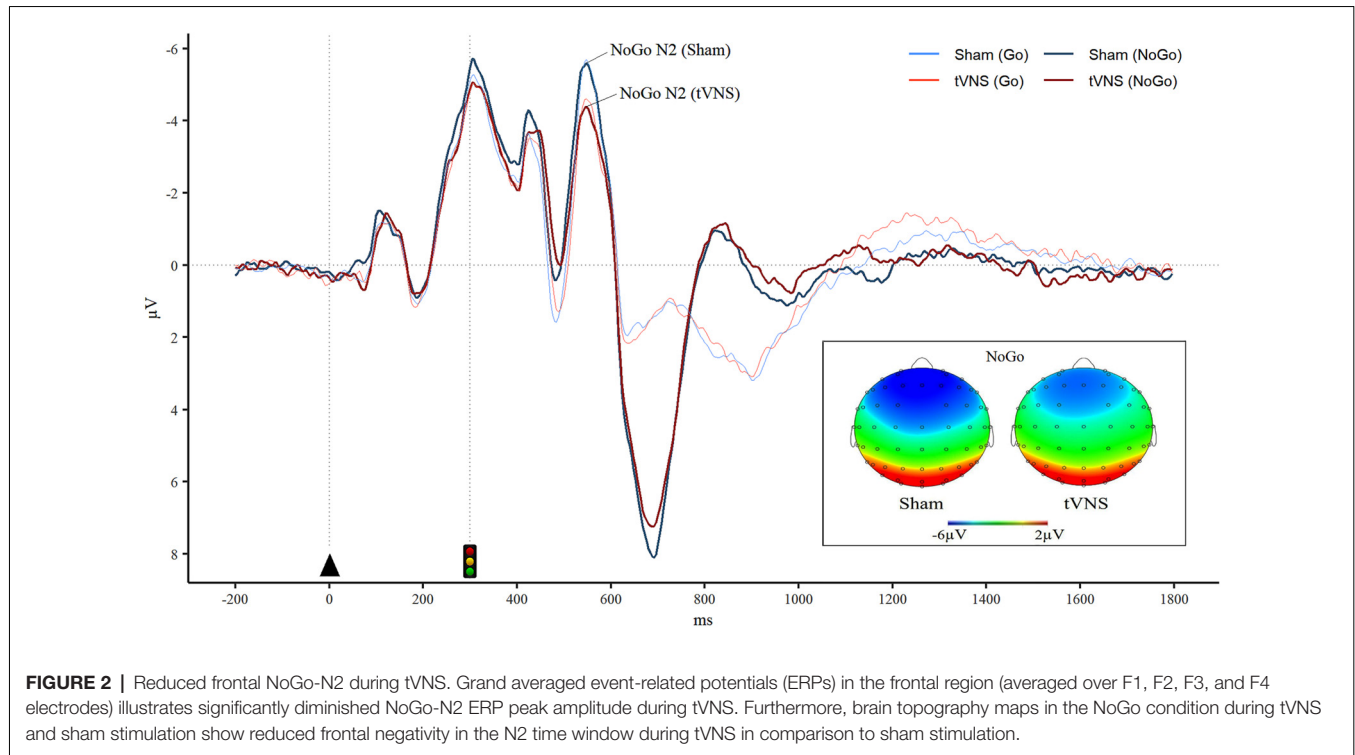 -6
-4
-2
0
2
4
6
8
µV
NoGo N2 (Sham)
NoGo N2 (tVNS)
Sham (Go)
Sham (NoGo)
tVNS (Go)
tVNS (NoGo)
NoGo
Sham
tVNS
-6µV
2µV
-200
0
200
400
600
800
1000
1200
1400
1600
1800
ms
FIGURE 2 | Reduced frontal NoGo-N2 during tVNS. Grand averaged event-related potentials (ERPs) in the frontal region (averaged over F1, F2, F3, and F4
electrodes) illustrates significantly diminished NoGo-N2 ERP peak amplitude during tVNS. Furthermore, brain topography maps in the NoGo condition during tVNS
and sham stimulation show reduced frontal negativity in the N2 time window during tVNS in comparison to sham stimulation.